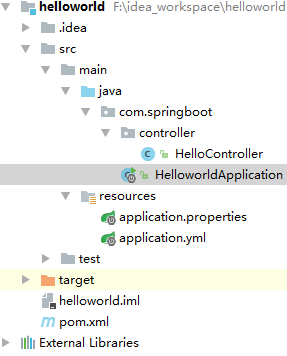 helloworld F:\idea_workspace\helloworld
.idea
src
main
java
com.springboot
controller
HelloController
HelloworldApplication
resources
application.properties
application.yml
test
target
helloworld.iml
pom.xml
External Libraries